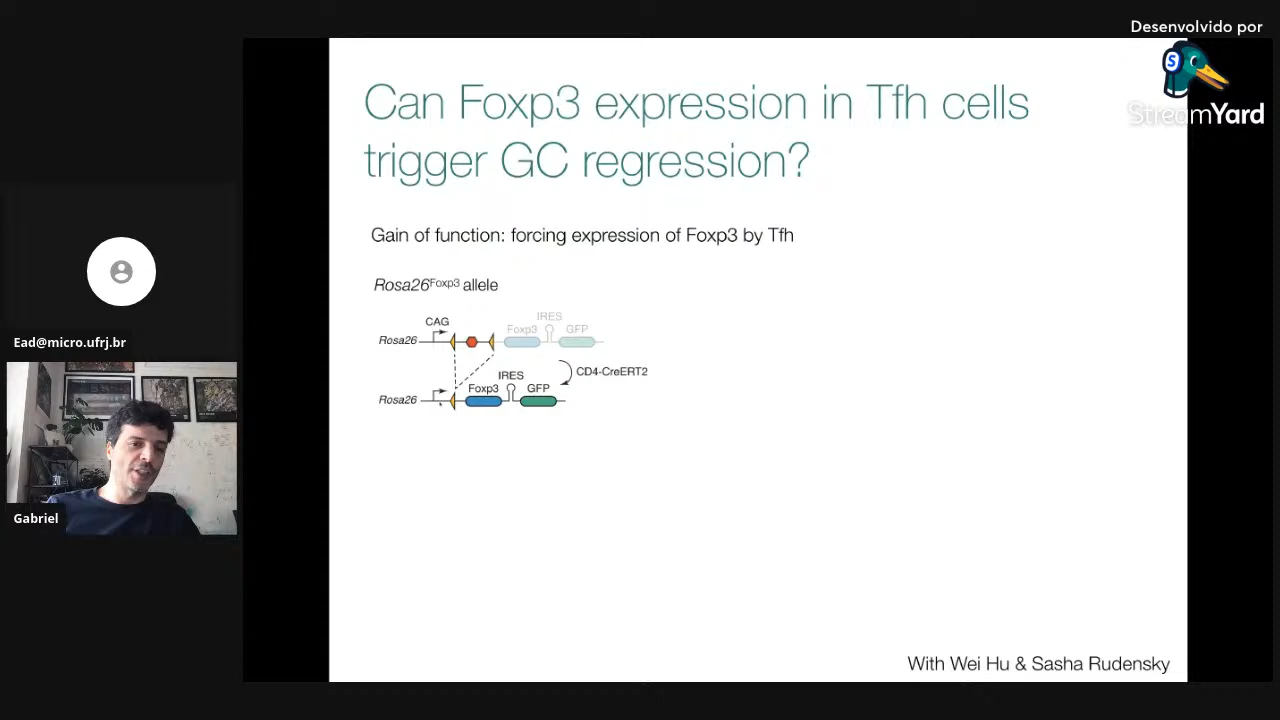 Desenvolvido por
StreamYard
Can Foxp3 expression in Tfh cells
trigger GC regression?
Gain of function: forcing expression of Foxp3 by Tfh
Rosa26Foxp3 allele
CAG
IRES
Rosa26
Foxp3
GFP
CD4-CreERT2
IRES
Rosa26
Foxp3
GFP
Ead@micro.ufrj.br
Gabriel
With Wei Hu & Sasha Rudensky